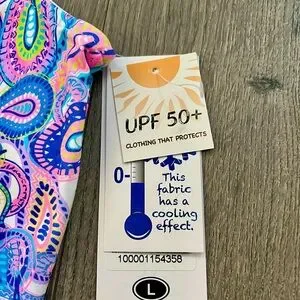 UPF 50+
CLOTHING THAT PROTECTS
0-
This
fabric
has a
cooling
effect.
100001154358
L